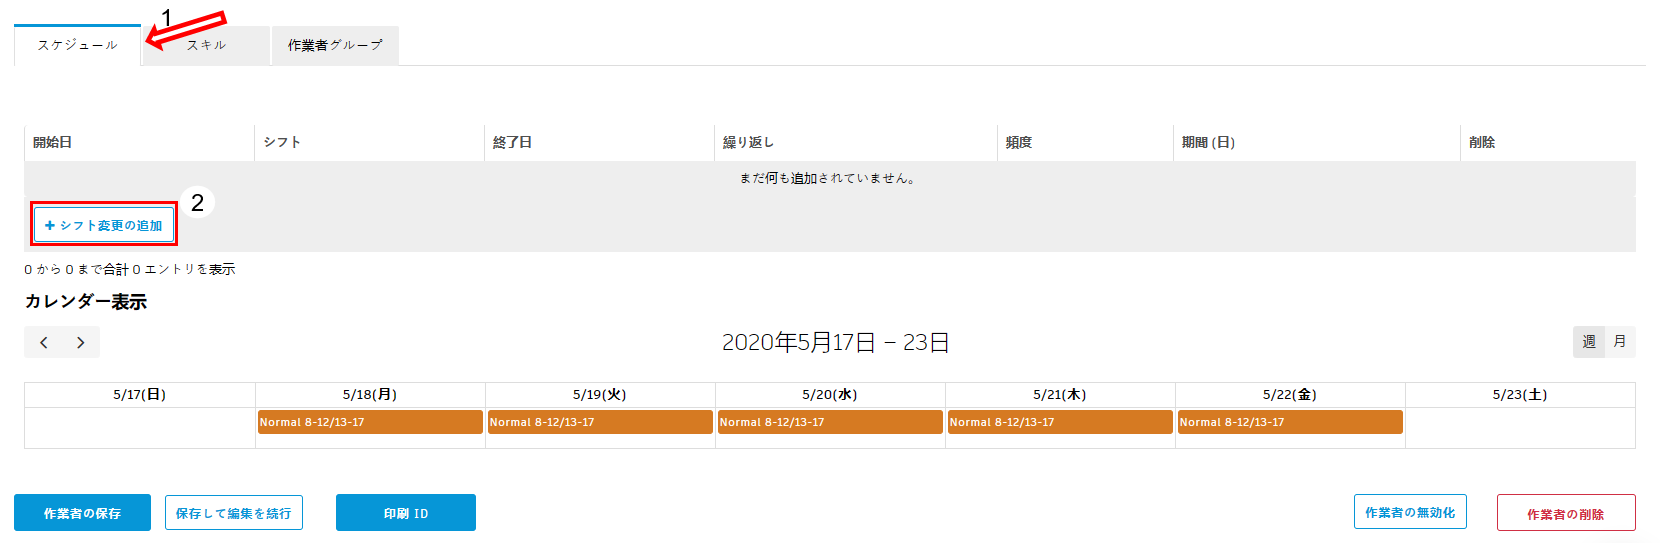 1
スケジュール スキル 作業者グループ
開始日 シフト 終了日 繰り返し 頻度 期間 (日) 削除
まだ何も追加されていません。
2
+ シフト変更の追加
0 から 0 まで合計 0 エントリを表示
カレンダー表示
< > 2020年5月17日 – 23日 週 月
5/17(日) 5/18(月) 5/19(火) 5/20(水) 5/21(木) 5/22(金) 5/23(土)
Normal 8-12/13-17 Normal 8-12/13-17 Normal 8-12/13-17 Normal 8-12/13-17 Normal 8-12/13-17
作業者の保存 保存して編集を続行 印刷 ID 作業者の無効化 作業者の削除